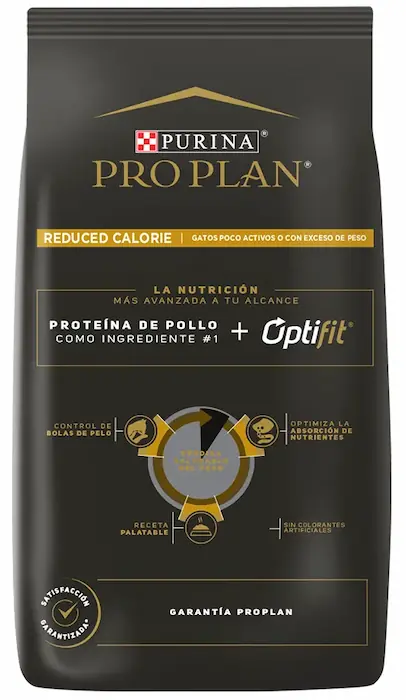 PURINA®
PRO PLAN®
REDUCED CALORIE | GATOS POCO ACTIVOS O CON EXCESO DE PESO
LA NUTRICIÓN
MÁS AVANZADA A TU ALCANCE
PROTEÍNA DE POLLO
COMO INGREDIENTE #1
+ Optifit®
CONTROL DE
BOLAS DE PELO
OPTIMIZA LA
ABSORCIÓN DE
NUTRIENTES
RECETA
PALATABLE
SIN COLORANTES
ARTIFICIALES
SATISFACCIÓN
GARANTIZADA*
GARANTÍA PROPLAN